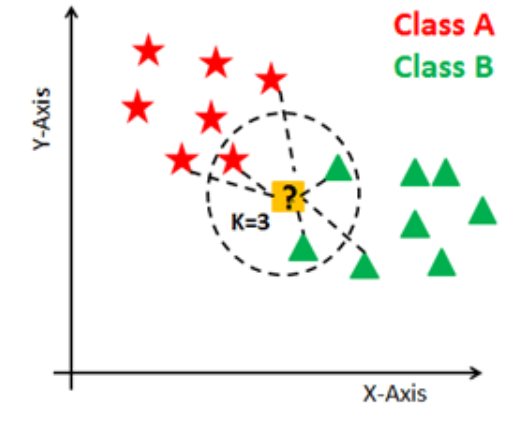 Class A
Class B
Y-Axis
?
K=3
X-Axis